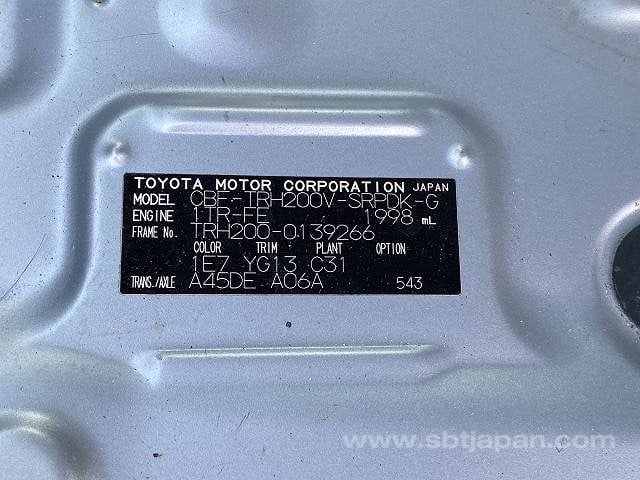 TOYOTA MOTOR CORPORATION JAPAN
MODEL CBF-TRH200V-SRPDK-G
ENGINE 1TR-FE 1998 mL
FRAME No. TRH200-0139266
COLOR TRIM PLANT OPTION
1E7 YG13 C31
TRANS./AXLE A45DE A06A 543
www.sbtjapan.com